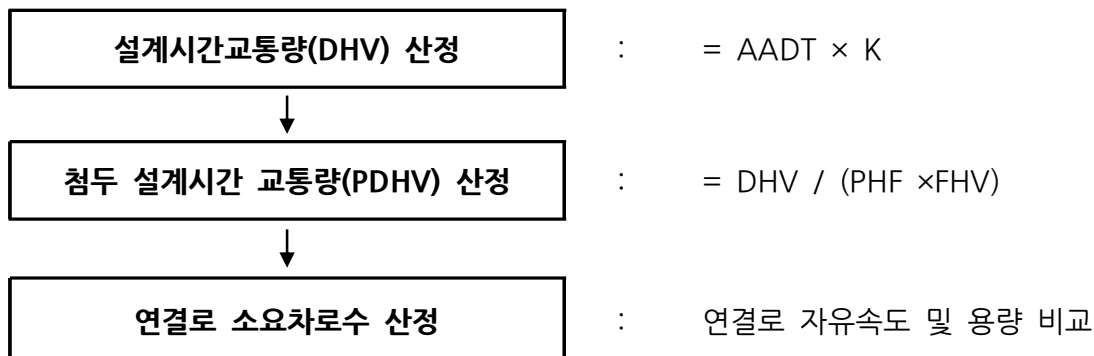 설계시간교통량(DHV) 산정 : = AADT × K
첨두 설계시간 교통량(PDHV) 산정 : = DHV / (PHF ×FHV)
연결로 소요차로수 산정 : 연결로 자유속도 및 용량 비교